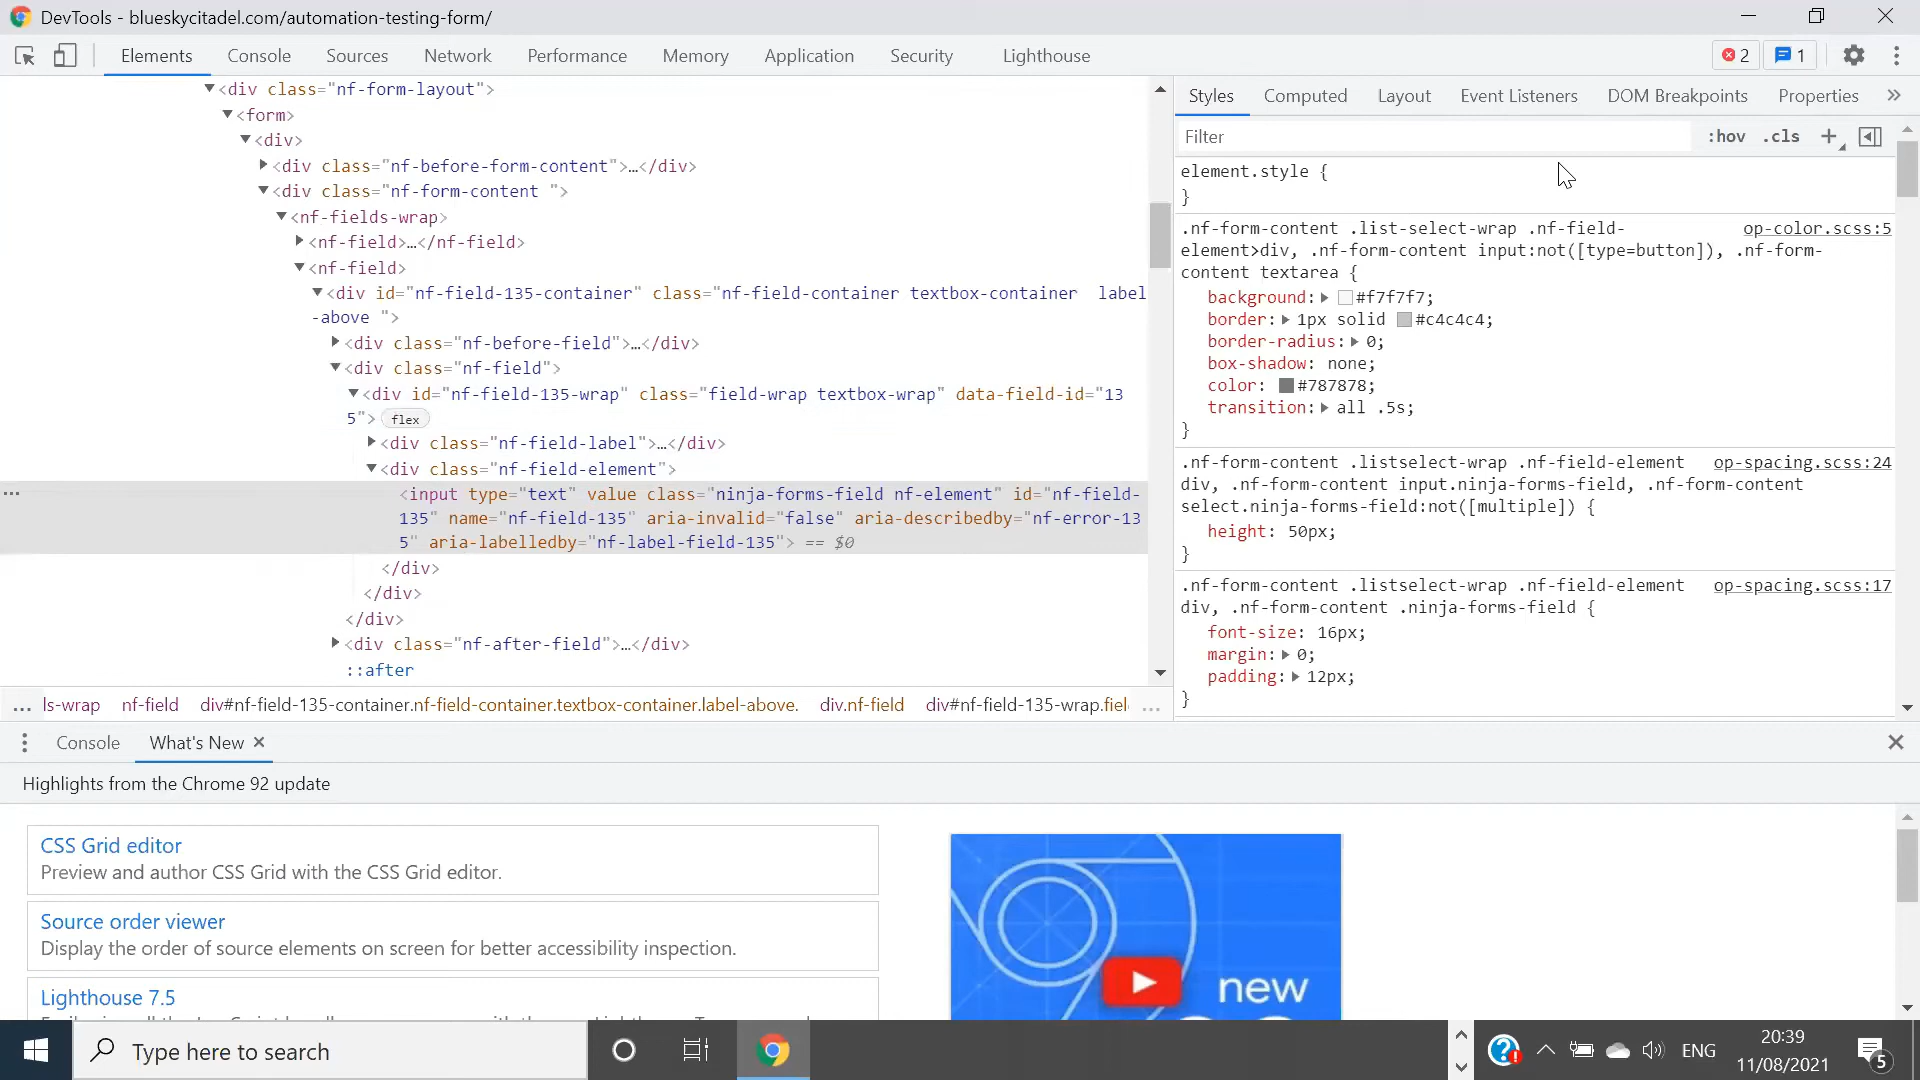 DevTools - blueskycitadel.com/automation-testing-form/
Elements Console Sources Network Performance Memory Application Security Lighthouse 2 1
<div class="nf-form-layout">
<form>
<div>
<div class="nf-before-form-content">…</div>
<div class="nf-form-content ">
<nf-fields-wrap>
<nf-field>…</nf-field>
<nf-field>
<div id="nf-field-135-container" class="nf-field-container textbox-container  label
-above ">
<div class="nf-before-field">…</div>
<div class="nf-field">
<div id="nf-field-135-wrap" class="field-wrap textbox-wrap" data-field-id="13
5"> flex
<div class="nf-field-label">…</div>
<div class="nf-field-element">
… <input type="text" value class="ninja-forms-field nf-element" id="nf-field-
135" name="nf-field-135" aria-invalid="false" aria-describedby="nf-error-13
5" aria-labelledby="nf-label-field-135"> == $0
</div>
</div>
</div>
<div class="nf-after-field">…</div>
::after
… ls-wrap nf-field div#nf-field-135-container.nf-field-container.textbox-container.label-above. div.nf-field div#nf-field-135-wrap.fiel …
Styles Computed Layout Event Listeners DOM Breakpoints Properties »
Filter :hov .cls +
element.style {
}
.nf-form-content .list-select-wrap .nf-field- op-color.scss:5
element>div, .nf-form-content input:not([type=button]), .nf-form-
content textarea {
background: #f7f7f7;
border: 1px solid #c4c4c4;
border-radius: 0;
box-shadow: none;
color: #787878;
transition: all .5s;
}
.nf-form-content .listselect-wrap .nf-field-element op-spacing.scss:24
div, .nf-form-content input.ninja-forms-field, .nf-form-content
select.ninja-forms-field:not([multiple]) {
height: 50px;
}
.nf-form-content .listselect-wrap .nf-field-element op-spacing.scss:17
div, .nf-form-content .ninja-forms-field {
font-size: 16px;
margin: 0;
padding: 12px;
}
Console What's New
Highlights from the Chrome 92 update
CSS Grid editor
Preview and author CSS Grid with the CSS Grid editor.
Source order viewer
Display the order of source elements on screen for better accessibility inspection.
Lighthouse 7.5
new
Type here to search
ENG
20:39
11/08/2021
5